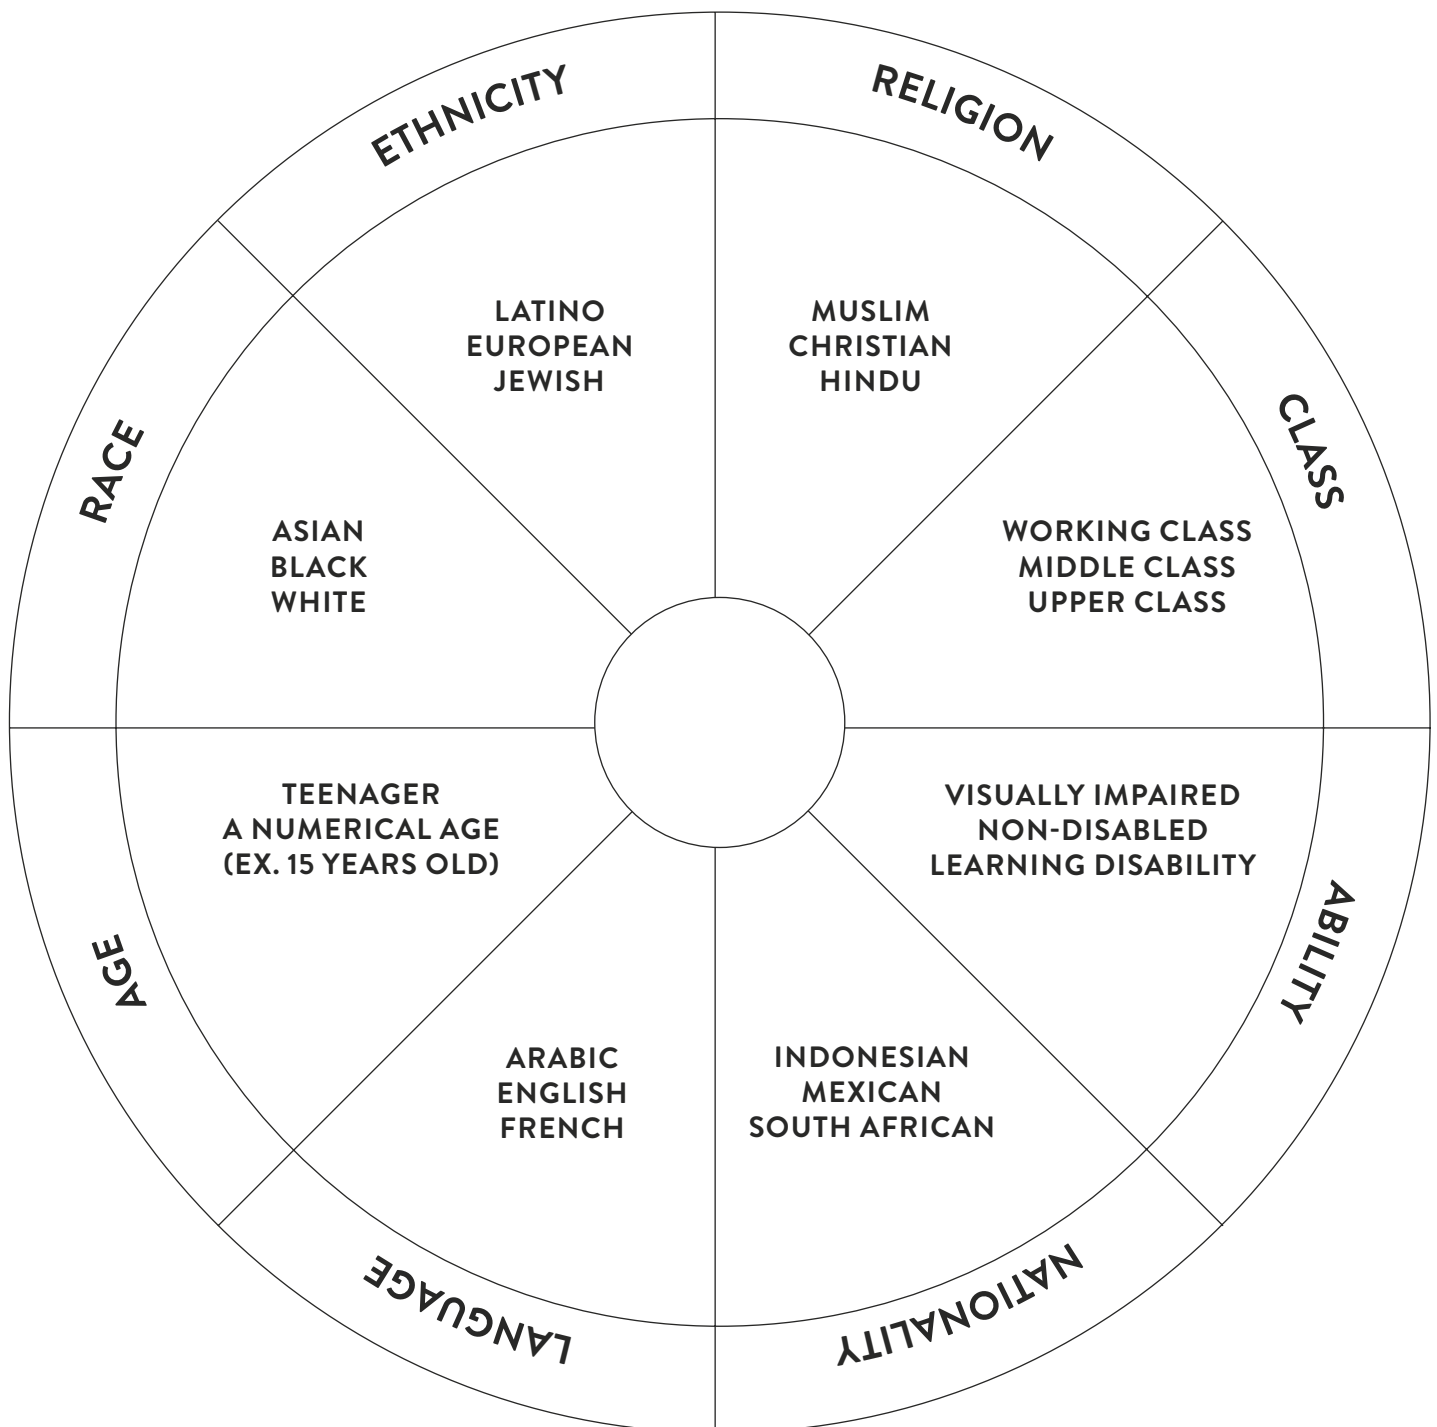 ETHNICITY
LATINO
EUROPEAN
JEWISH
RELIGION
MUSLIM
CHRISTIAN
HINDU
CLASS
WORKING CLASS
MIDDLE CLASS
UPPER CLASS
ABILITY
VISUALLY IMPAIRED
NON-DISABLED
LEARNING DISABILITY
NATIONALITY
INDONESIAN
MEXICAN
SOUTH AFRICAN
LANGUAGE
ARABIC
ENGLISH
FRENCH
AGE
TEENAGER
A NUMERICAL AGE
(EX. 15 YEARS OLD)
RACE
ASIAN
BLACK
WHITE